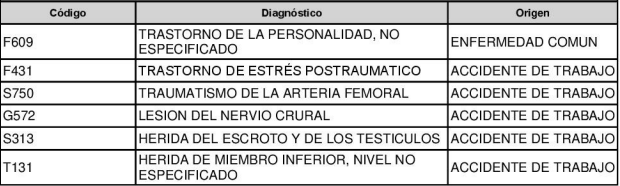 Código Diagnóstico Origen
F609 TRASTORNO DE LA PERSONALIDAD, NO ESPECIFICADO ENFERMEDAD COMUN
F431 TRASTORNO DE ESTRÉS POSTRAUMATICO ACCIDENTE DE TRABAJO
S750 TRAUMATISMO DE LA ARTERIA FEMORAL ACCIDENTE DE TRABAJO
G572 LESION DEL NERVIO CRURAL ACCIDENTE DE TRABAJO
S313 HERIDA DEL ESCROTO Y DE LOS TESTICULOS ACCIDENTE DE TRABAJO
T131 HERIDA DE MIEMBRO INFERIOR, NIVEL NO ESPECIFICADO ACCIDENTE DE TRABAJO